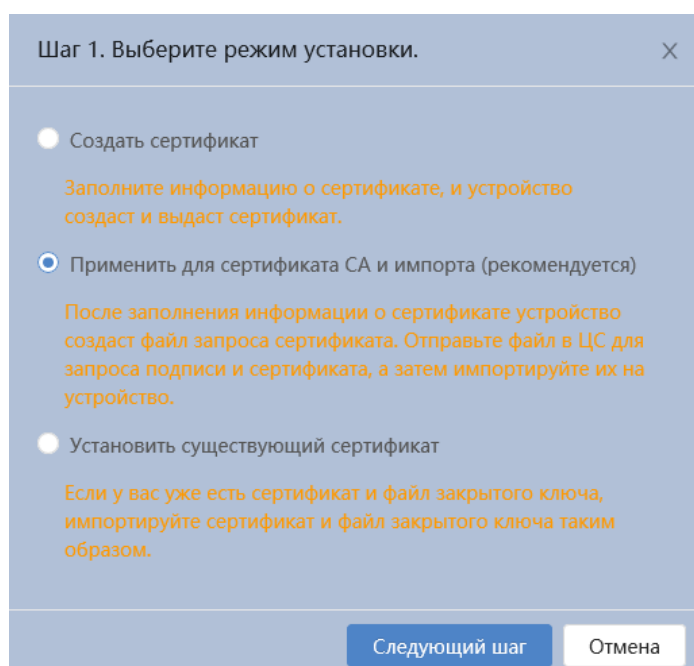 Шаг 1. Выберите режим установки.
Создать сертификат
Заполните информацию о сертификате, и устройство
создаст и выдаст сертификат.
Применить для сертификата CA и импорта (рекомендуется)
После заполнения информации о сертификате устройство
создаст файл запроса сертификата. Отправьте файл в ЦС для
запроса подписи и сертификата, а затем импортируйте их на
устройство.
Установить существующий сертификат
Если у вас уже есть сертификат и файл закрытого ключа,
импортируйте сертификат и файл закрытого ключа таким
образом.
Следующий шаг
Отмена